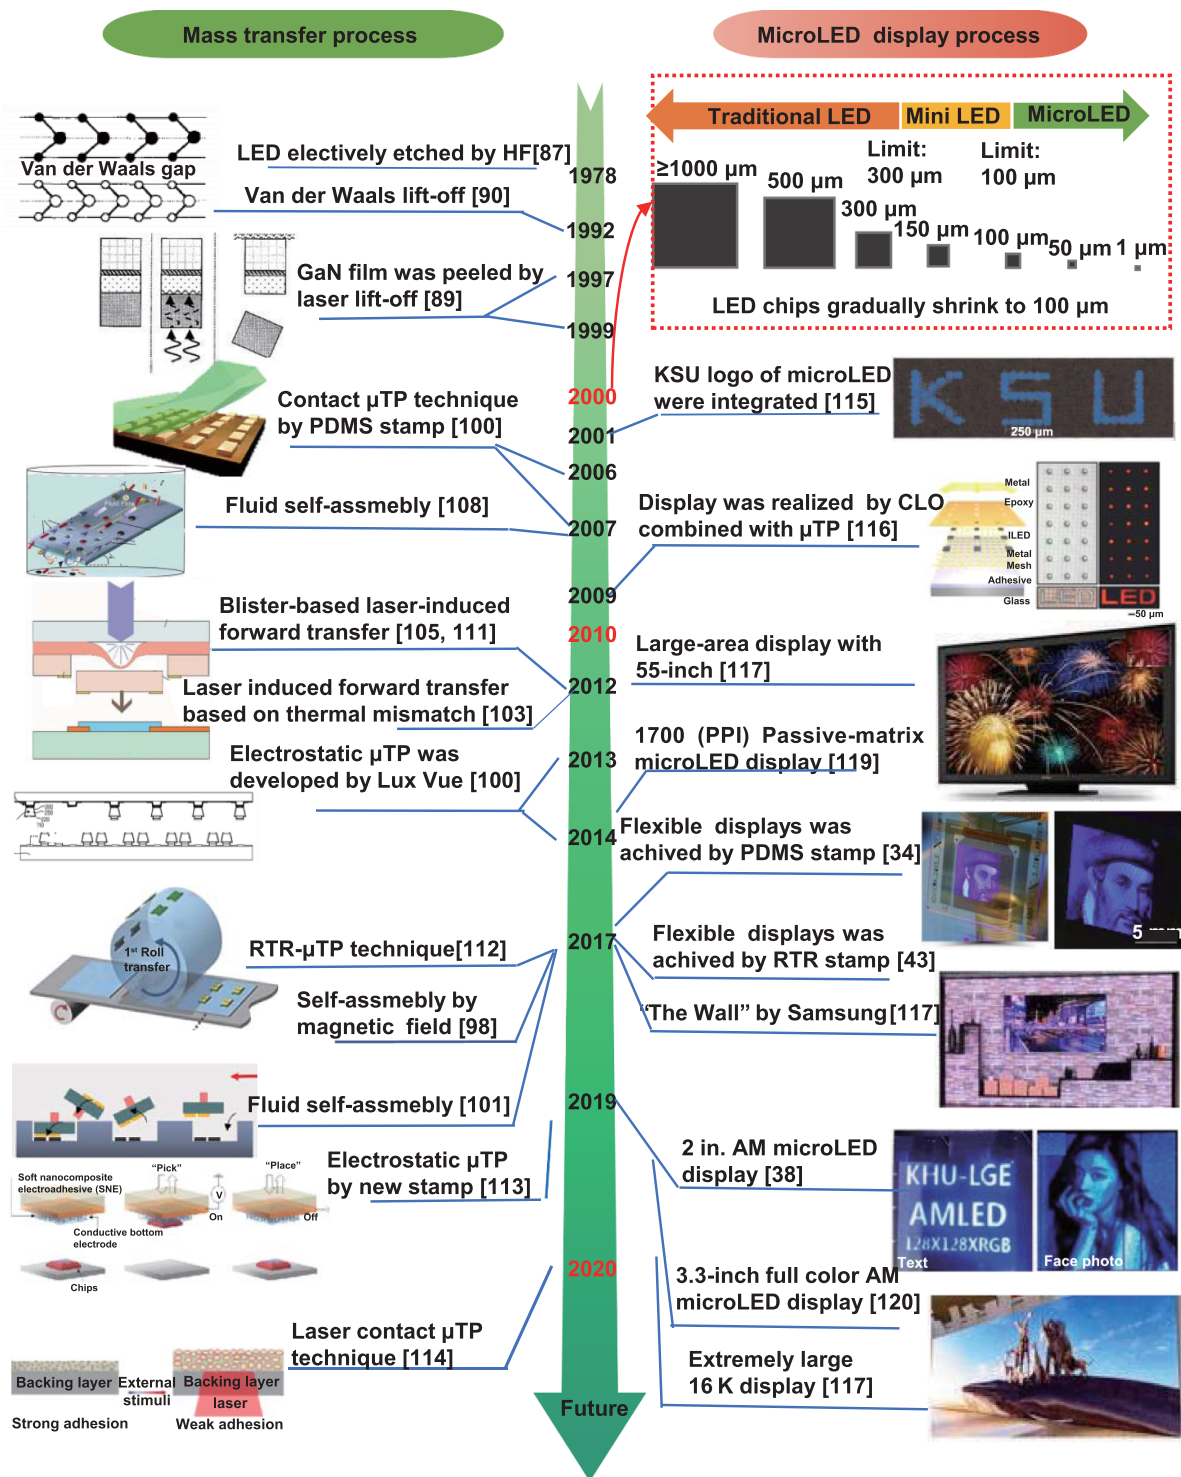 Mass transfer process
MicroLED display process
Traditional LED
Mini LED
MicroLED
Limit:
300 μm
Limit:
100 μm
≥1000 μm
500 μm
300 μm
150 μm
100 μm
50 μm
1 μm
LED chips gradually shrink to 100 μm
Van der Waals gap
LED electively etched by HF[87]
1978
Van der Waals lift-off [90]
1992
GaN film was peeled by
laser lift-off [89]
1997
1999
2000
KSU logo of microLED
were integrated [115]
KSU
250 μm
2001
Contact μTP technique
by PDMS stamp [100]
2006
Fluid self-assmebly [108]
2007
Display was realized by CLO
combined with μTP [116]
Metal
Epoxy
ILED
Metal
Mesh
Adhesive
Glass
LED
LED
50 μm
2009
Blister-based laser-induced
forward transfer [105, 111]
2010
Large-area display with
55-inch [117]
2012
Laser induced forward transfer
based on thermal mismatch [103]
1700 (PPI) Passive-matrix
microLED display [119]
2013
Electrostatic μTP was
developed by Lux Vue [100]
2014
Flexible displays was
achived by PDMS stamp [34]
5 mm
1st Roll
transfer
RTR-μTP technique[112]
2017
Flexible displays was
achived by RTR stamp [43]
Self-assmebly by
magnetic field [98]
"The Wall" by Samsung[117]
Fluid self-assmebly [101]
2019
2 in. AM microLED
display [38]
KHU-LGE
AMLED
128X128XRGB
Text
Face photo
Electrostatic μTP
by new stamp [113]
Soft nanocomposite
electroadhesive (SNE)
"Pick"
"Place"
V
On
Off
Conductive bottom
electrode
Chips
2020
3.3-inch full color AM
microLED display [120]
Laser contact μTP
technique [114]
Extremely large
16 K display [117]
Backing layer
External
stimuli
Backing layer
laser
Strong adhesion
Weak adhesion
Future